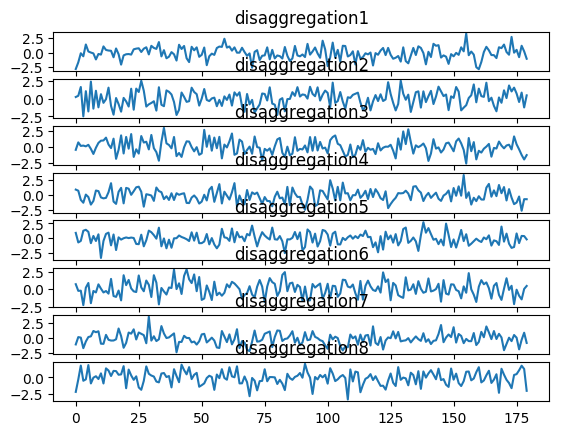 disaggregation1
2.5
0.0
−2.5
disaggregation2
2.5
0.0
−2.5
disaggregation3
2.5
0.0
−2.5
disaggregation4
2.5
0.0
−2.5
disaggregation5
2.5
0.0
−2.5
disaggregation6
2.5
0.0
−2.5
disaggregation7
2.5
0.0
−2.5
disaggregation8
0.0
−2.5
0 25 50 75 100 125 150 175